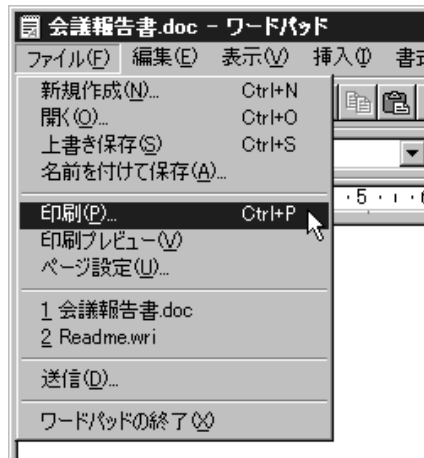 会議報告書.doc - ワードパッド
ファイル(F) 編集(E) 表示(V) 挿入(I) 書式
新規作成(N)... Ctrl+N
開く(O)... Ctrl+O
上書き保存(S) Ctrl+S
名前を付けて保存(A)...
印刷(P)... Ctrl+P
印刷プレビュー(V)
ページ設定(U)...
1 会議報告書.doc
2 Readme.wri
送信(D)...
ワードパッドの終了(X)
· 5 · ı · 6